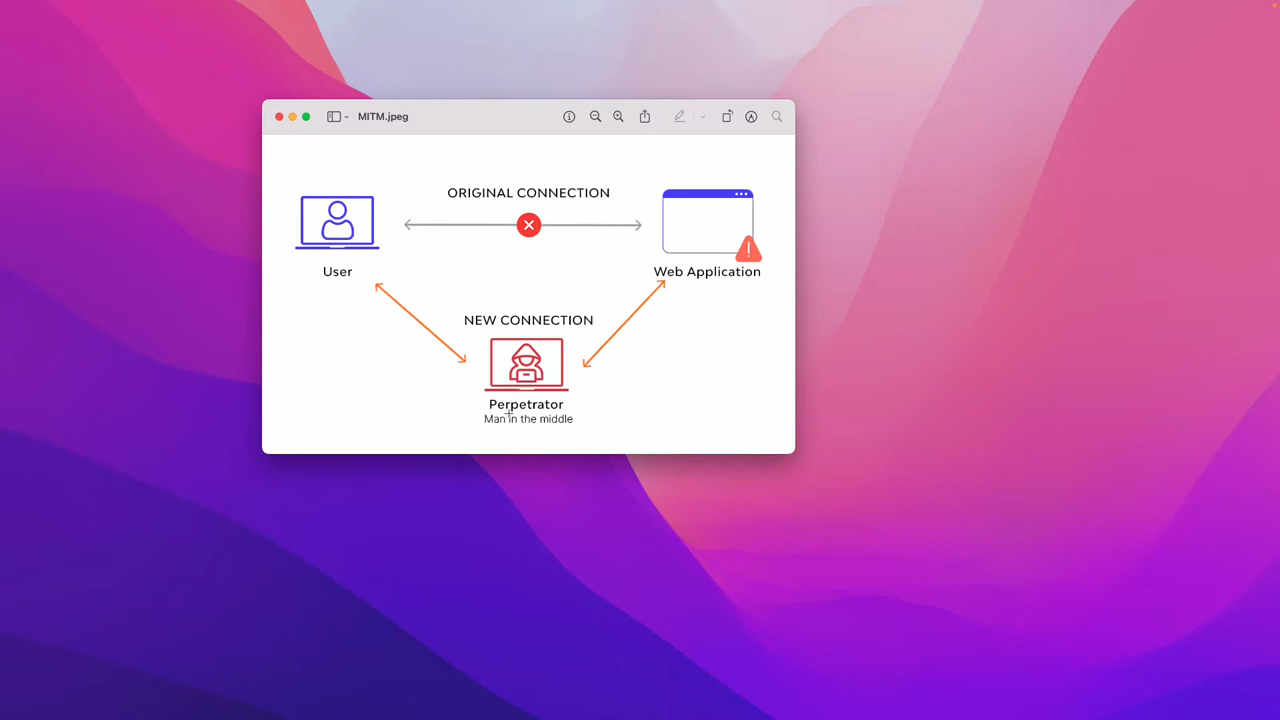 MITM.jpeg
ORIGINAL CONNECTION
User
Web Application
NEW CONNECTION
Perpetrator
Man in the middle